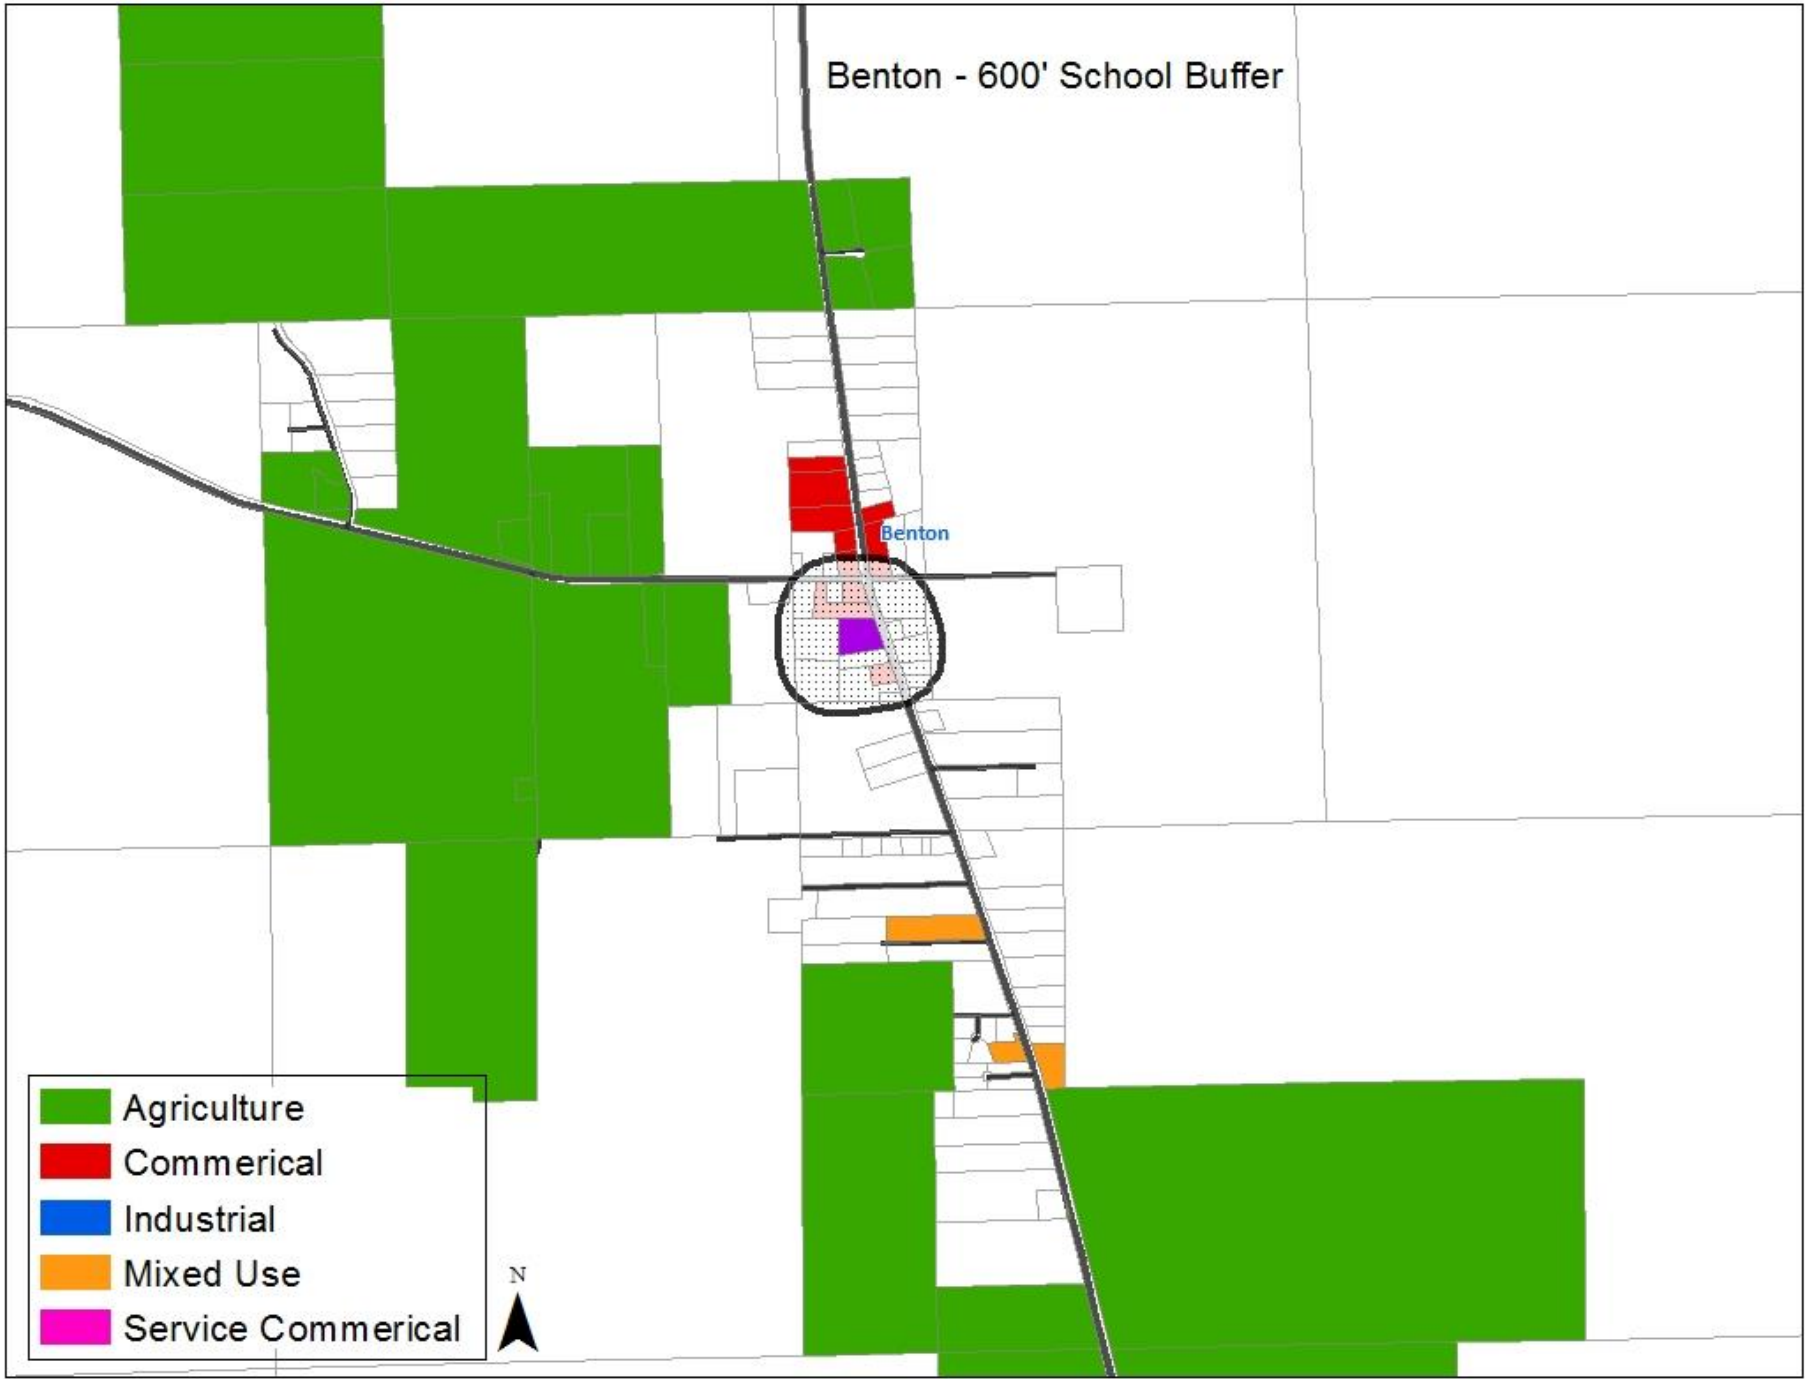 Benton - 600' School Buffer
Benton
Agriculture
Commerical
Industrial
Mixed Use
Service Commerical
N